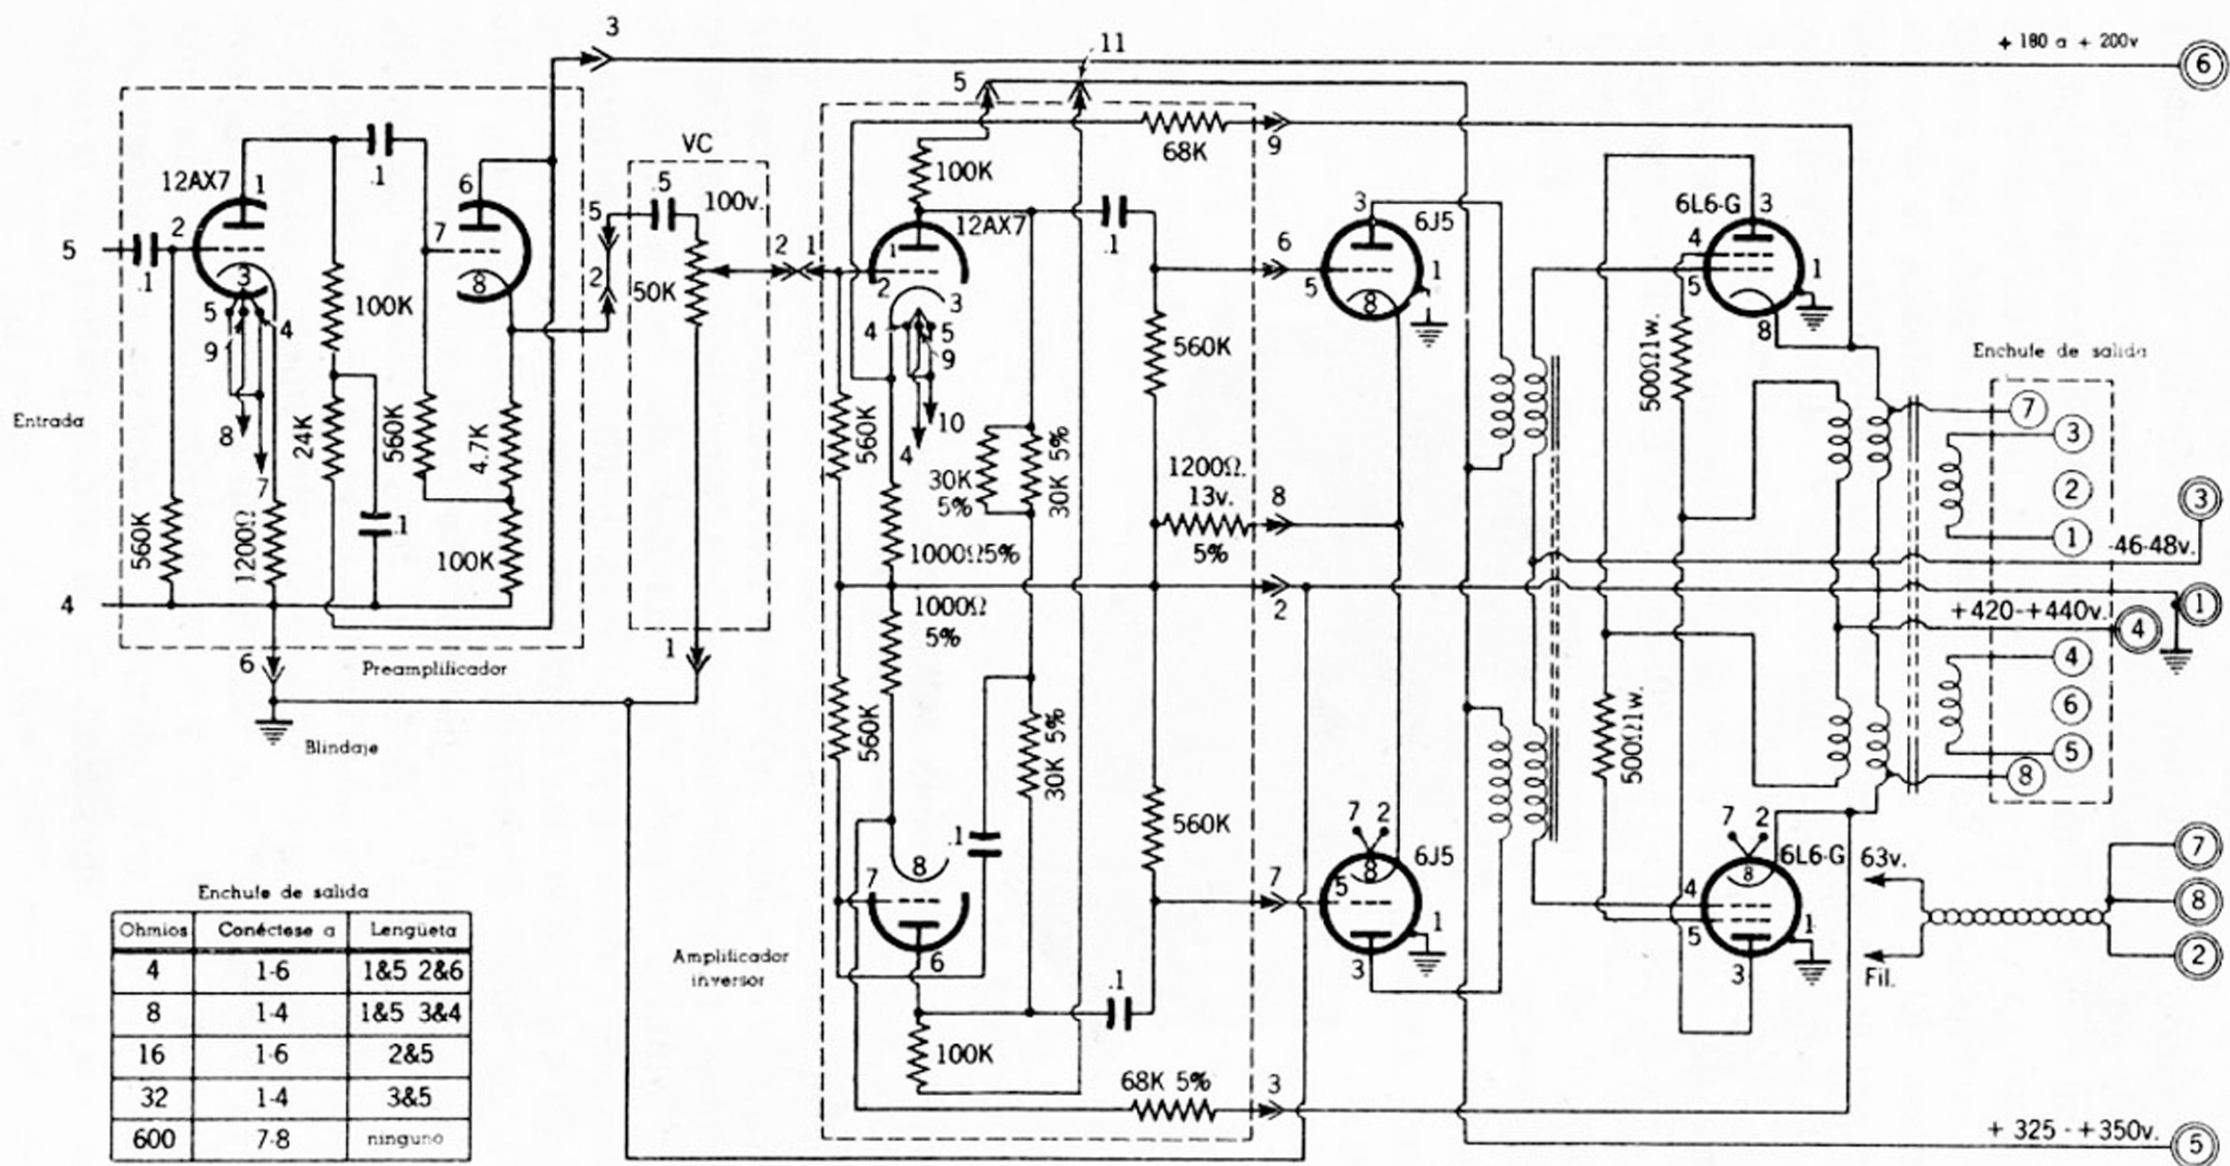 3
11
+ 180 a + 200v
6
5
68K
9
VC
12AX7
1
.1
6
100K
.5
100v.
12AX7
3
6J5
6L6-G
3
5
2
7
5
2
1
1
.1
6
4
.1
3
8
2
50K
2
3
5
8
1
5
1
5
4
100K
4
5
560K
8
9
9
500Ω1w.
Enchufe de salida
7
Entrada
8
24K
560K
4.7K
560K
10
4
30K
5%
30K 5%
1200Ω.
13v.
5%
8
3
2
3
7
560K
1200Ω
.1
100K
1000Ω5%
1
-46-48v.
4
1000Ω
5%
2
+420-+440v.
4
1
6
Preamplificador
1
4
Blindaje
560K
30K 5%
500Ω1w.
6
5
8
7 2
7 2
.1
560K
6J5
6L6-G
63v.
7
8
7
7
5
8
4
8
8
1
5
1
Enchufe de salida
Ohmios Conéctese a Lengüeta
4 1-6 1&5 2&6
8 1-4 1&5 3&4
16 1-6 2&5
32 1-4 3&5
600 7-8 ninguno
Amplificador
inversor
6
.1
3
3
Fil.
2
100K
68K 5%
3
+ 325 - +350v.
5